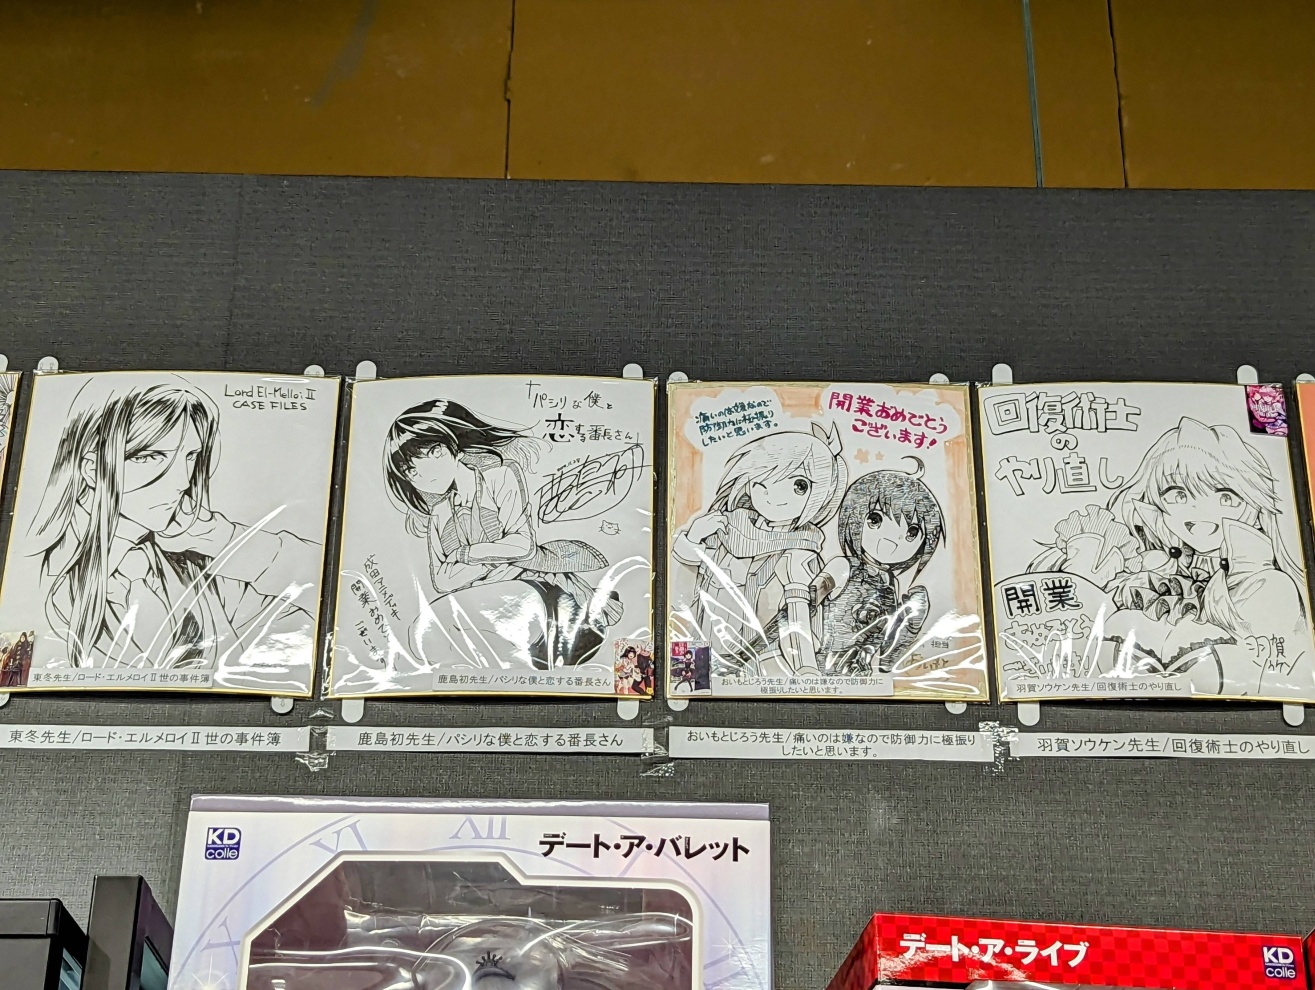 Lord El-Melloi II
CASE FILES
東冬先生/ロード・エルメロイⅡ世の事件簿
東冬先生/ロード・エルメロイⅡ世の事件簿
「パシリな僕と
恋する番長さん」
開業おめでとう
ございます
鹿島初先生/パシリな僕と恋する番長さん
鹿島初先生/パシリな僕と恋する番長さん
痛いのは嫌なので
防御力に極振り
したいと思います。
開業おめでとう
ございます!
おいもとじろう先生/痛いのは嫌なので防御力に
極振りしたいと思います。
おいもとじろう先生/痛いのは嫌なので防御力に極振り
したいと思います。
回復術士
の
やり直し
開業
おめでとう
羽賀
ソウケン
羽賀ソウケン先生/回復術士のやり直し
羽賀ソウケン先生/回復術士のやり直し
KD
colle
XII
VI
X
デート・ア・バレット
デート・ア・ライブ
KD
colle